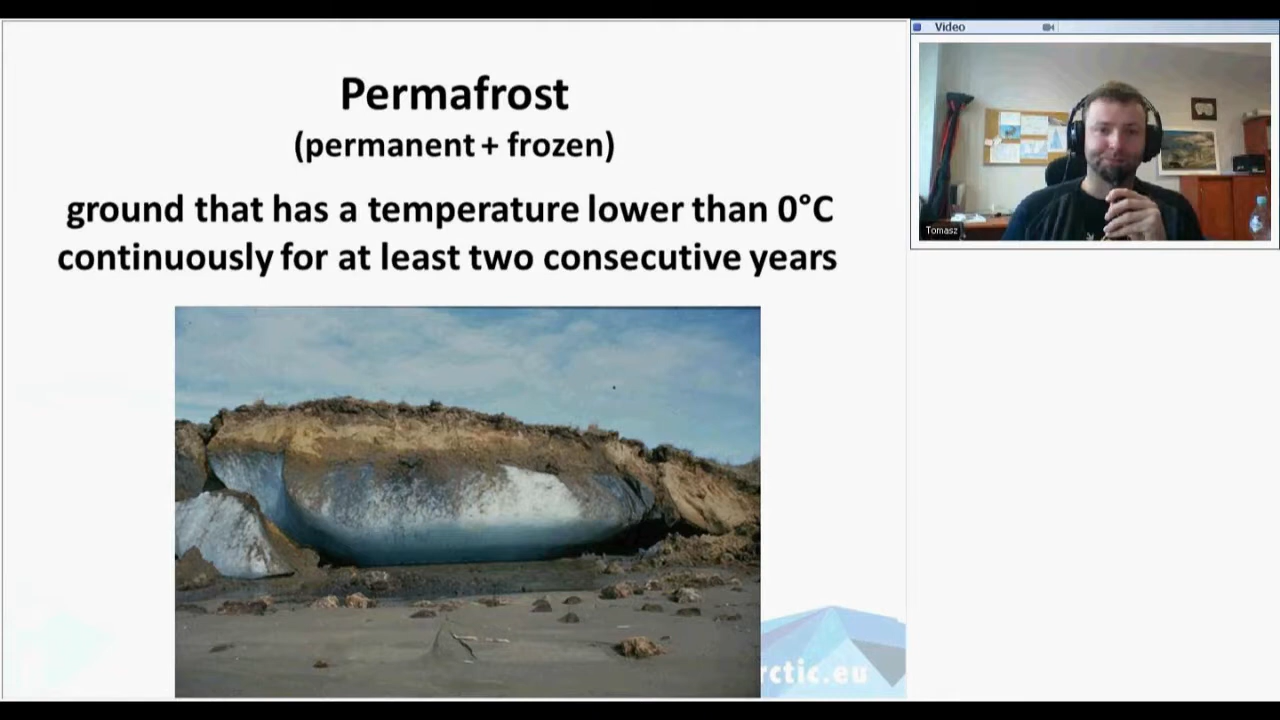 Permafrost
(permanent + frozen)
ground that has a temperature lower than 0°C
continuously for at least two consecutive years
rctic.eu
Video
Tomasz